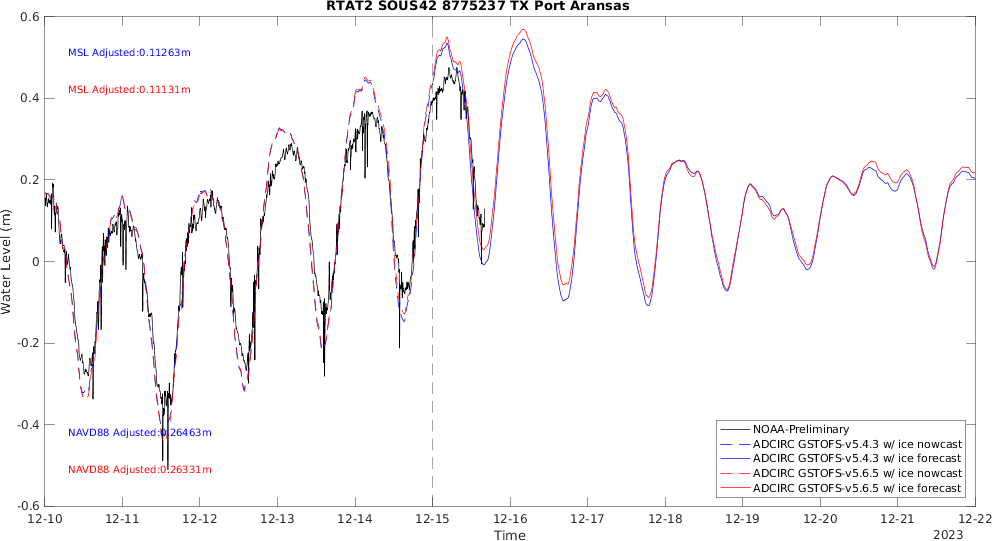 RTAT2 SOUS42 8775237 TX Port Aransas
0.6
0.4
0.2
0
-0.2
-0.4
-0.6
Water Level (m)
MSL Adjusted:0.11263m
MSL Adjusted:0.11131m
NAVD88 Adjusted:0.26463m
NAVD88 Adjusted:0.26331m
NOAA-Preliminary
ADCIRC GSTOFS-v5.4.3 w/ ice nowcast
ADCIRC GSTOFS-v5.4.3 w/ ice forecast
ADCIRC GSTOFS-v5.6.5 w/ ice nowcast
ADCIRC GSTOFS-v5.6.5 w/ ice forecast
12-10 12-11 12-12 12-13 12-14 12-15 12-16 12-17 12-18 12-19 12-20 12-21 12-22
Time
2023